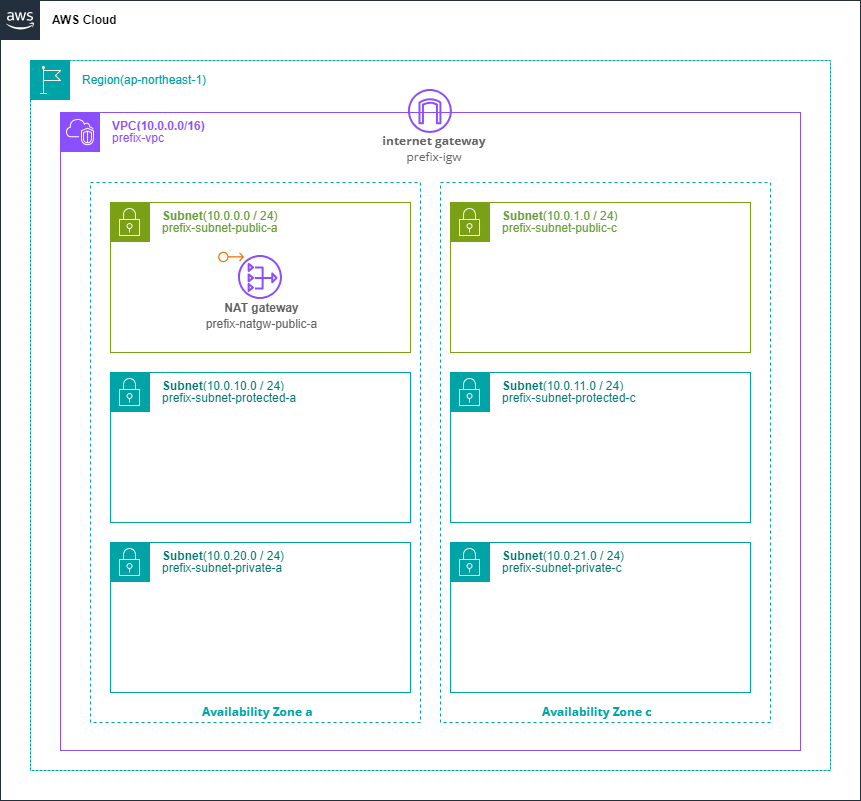 aws
AWS Cloud
Region(ap-northeast-1)
VPC(10.0.0.0/16)
prefix-vpc
internet gateway
prefix-igw
Subnet(10.0.0.0 / 24)
prefix-subnet-public-a
NAT gateway
prefix-natgw-public-a
Subnet(10.0.1.0 / 24)
prefix-subnet-public-c
Subnet(10.0.10.0 / 24)
prefix-subnet-protected-a
Subnet(10.0.11.0 / 24)
prefix-subnet-protected-c
Subnet(10.0.20.0 / 24)
prefix-subnet-private-a
Subnet(10.0.21.0 / 24)
prefix-subnet-private-c
Availability Zone a
Availability Zone c